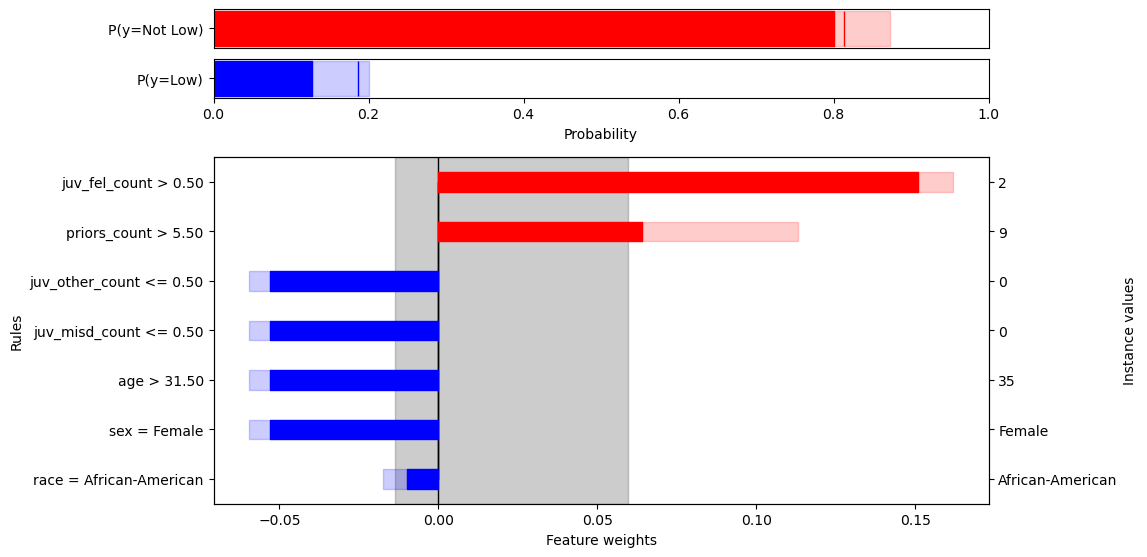 P(y=Not Low)
P(y=Low)
0.0 0.2 0.4 0.6 0.8 1.0
Probability
juv_fel_count > 0.50 2
priors_count > 5.50 9
juv_other_count <= 0.50 0
juv_misd_count <= 0.50 0
age > 31.50 35
sex = Female Female
race = African-American African-American
Rules
Instance values
−0.05 0.00 0.05 0.10 0.15
Feature weights